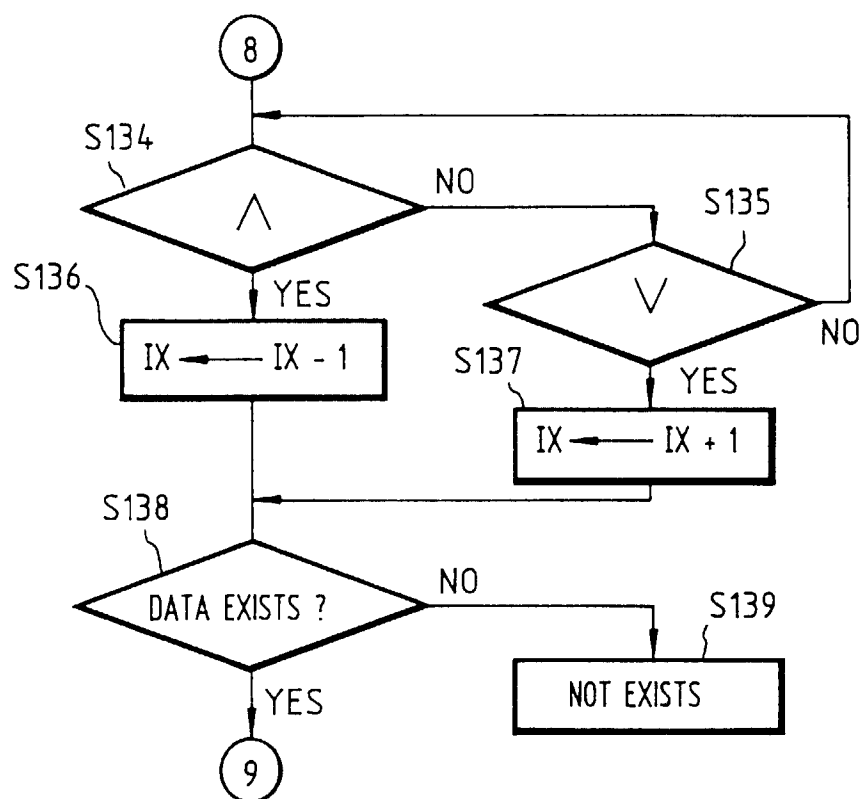 8
S134
∧
NO
S135
∨
NO
S136
YES
IX ← IX - 1
S137
YES
IX ← IX + 1
S138
DATA EXISTS ?
NO
S139
NOT EXISTS
YES
9